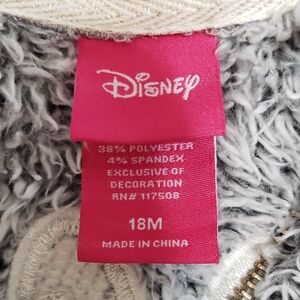 Disney
38% POLYESTER
4% SPANDEX
EXCLUSIVE OF
DECORATION
RN# 117508
18M
MADE IN CHINA